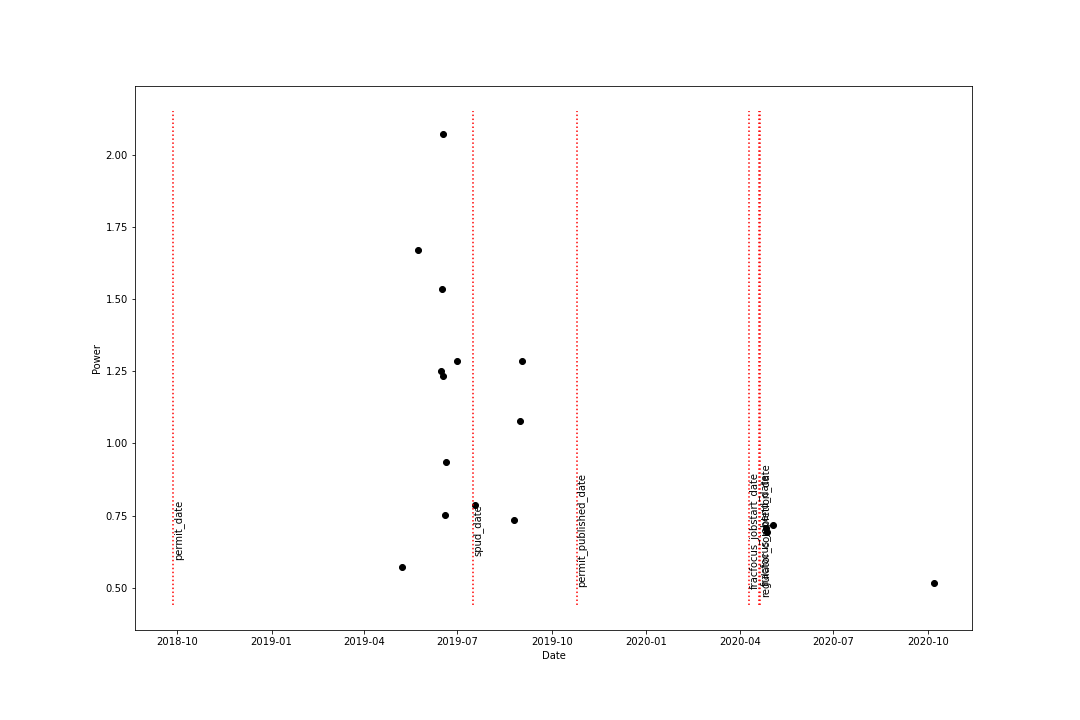 Power
2.00
1.75
1.50
1.25
1.00
0.75
0.50
permit_date
spud_date
permit_published_date
fracfocus_jobstart_date
2018-10
2019-01
2019-04
2019-07
2019-10
2020-01
2020-04
2020-07
2020-10
Date